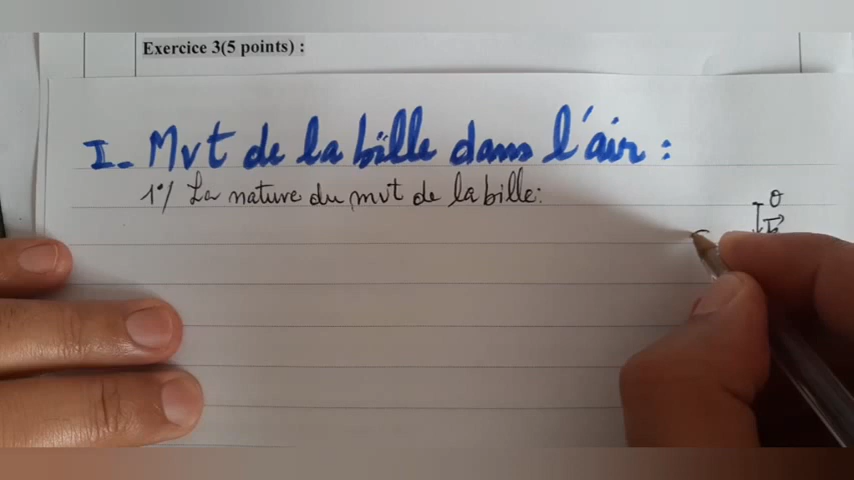 Exercice 3(5 points) :
I- Mvt de la bille dans l'air :
1°/ La nature du mvt de la bille:
O
k